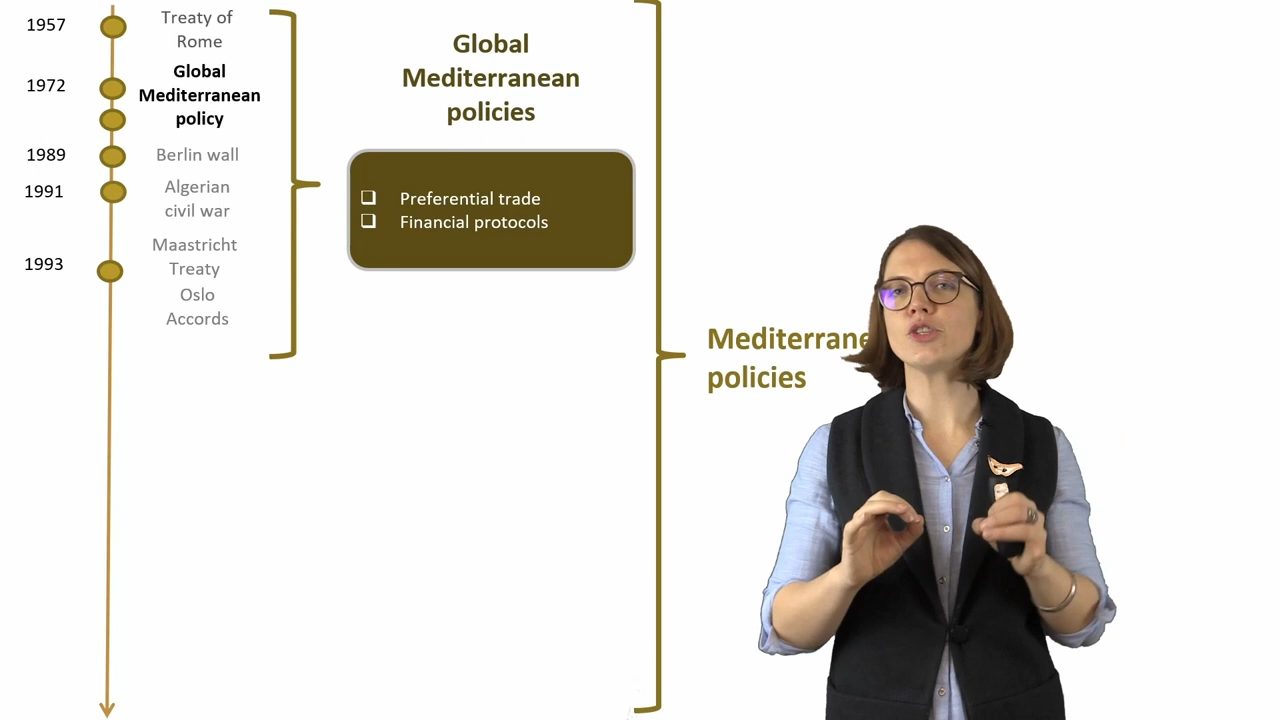 1957
Treaty of
Rome
1972
Global
Mediterranean
policy
1989
Berlin wall
1991
Algerian
civil war
1993
Maastricht
Treaty
Oslo
Accords
Global
Mediterranean
policies
Preferential trade
Financial protocols
Mediterrane
policies